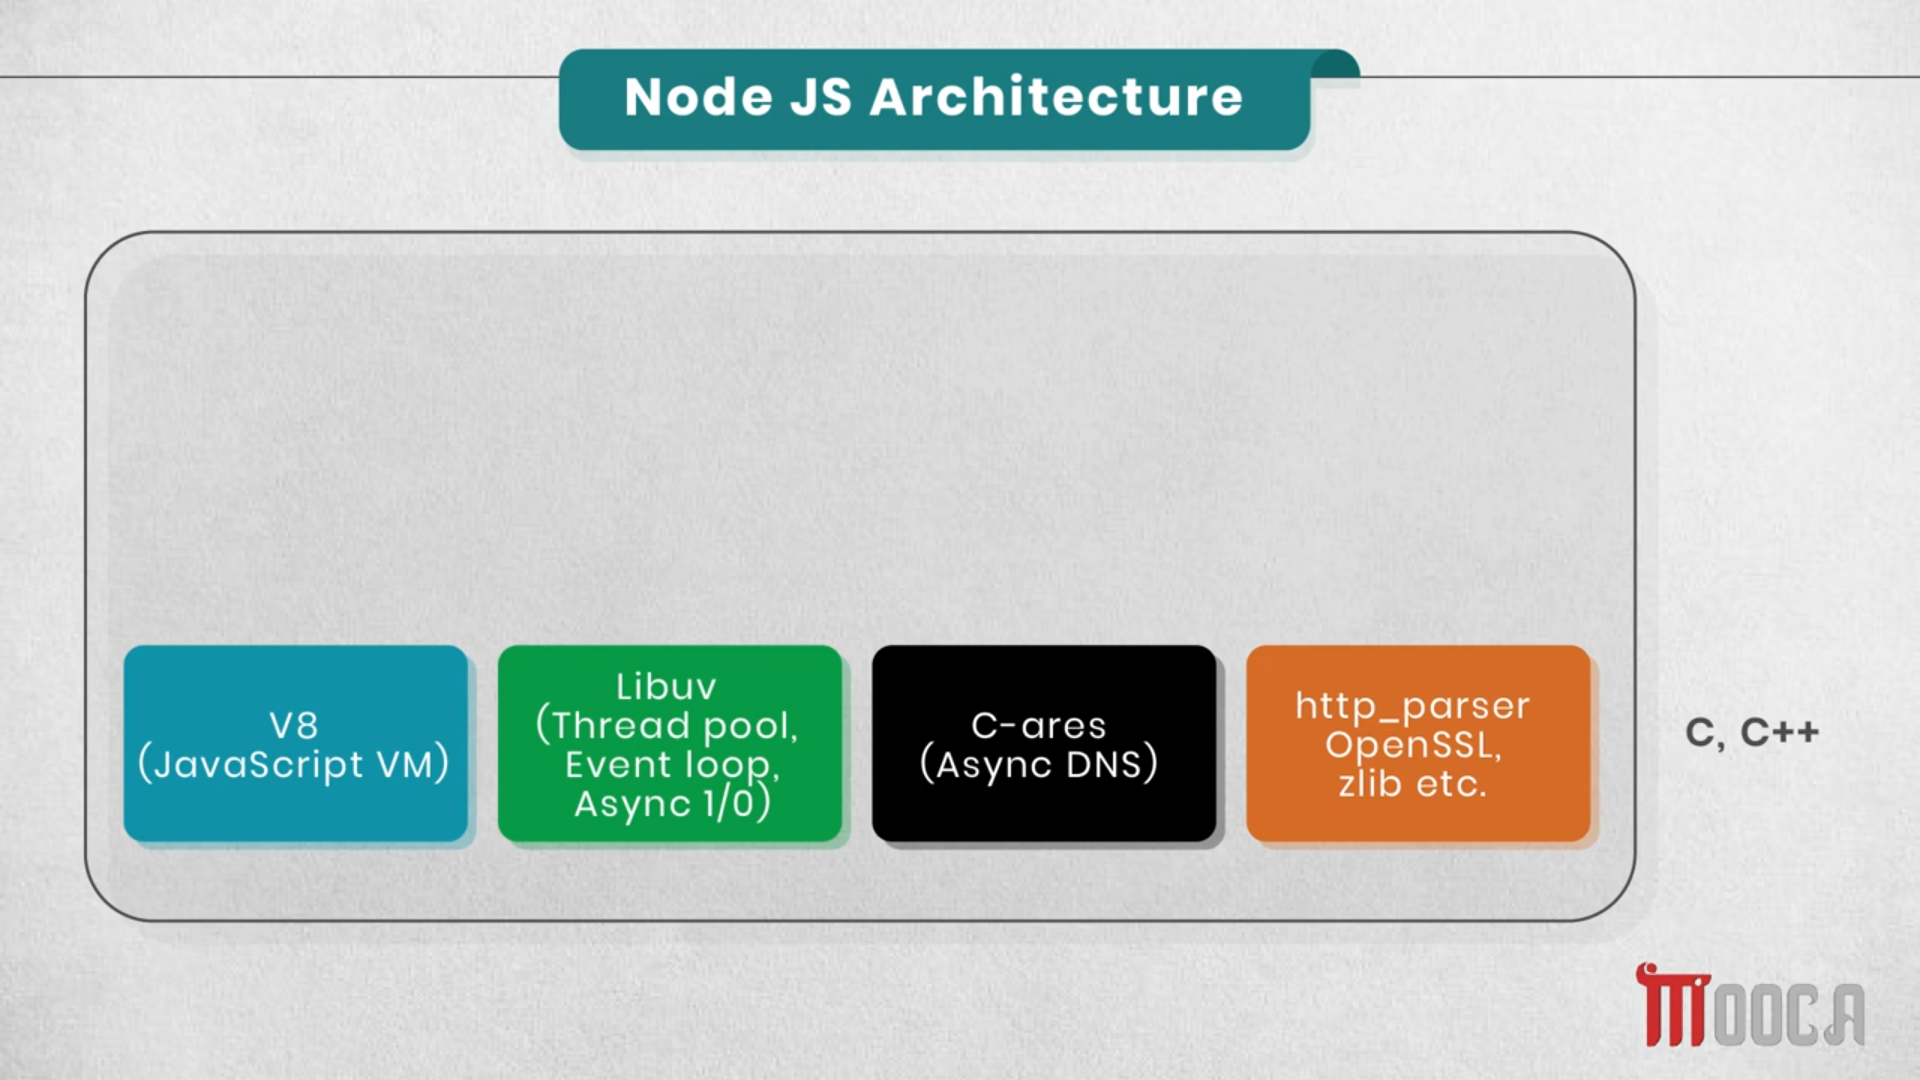 Node JS Architecture
V8
(JavaScript VM)
Libuv
(Thread pool,
Event loop,
Async 1/0)
C-ares
(Async DNS)
http_parser
OpenSSL,
zlib etc.
C, C++
MOOCA